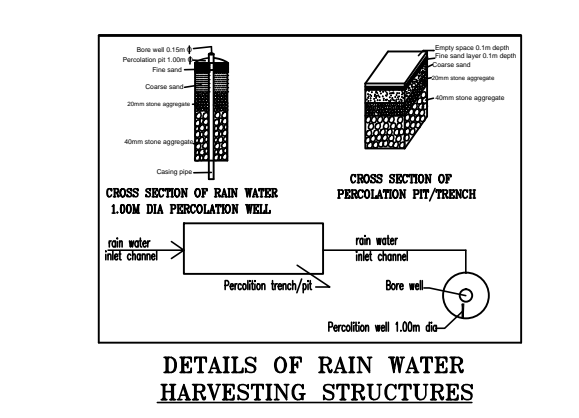 Bore well 0.15m ϕ
Percolation pit 1.00m ϕ
Fine sand
Coarse sand
20mm stone aggregate
40mm stone aggregate
Casing pipe
CROSS SECTION OF RAIN WATER
1.00M DIA PERCOLATION WELL
Empty space 0.1m depth
Fine sand layer 0.1m depth
Coarse sand
20mm stone aggregate
40mm stone aggregate
CROSS SECTION OF
PERCOLATION PIT/TRENCH
rain water
inlet channel
Percolition trench/pit
rain water
inlet channel
Bore well
Percolition well 1.00m dia
DETAILS OF RAIN WATER
HARVESTING STRUCTURES